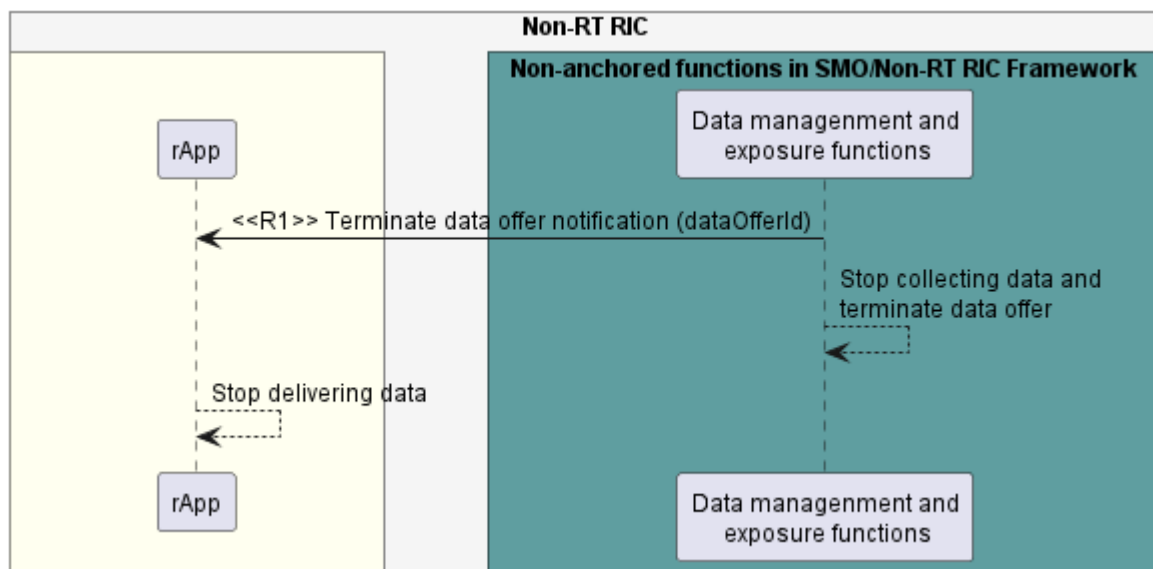 Non-RT RIC
Non-anchored functions in SMO/Non-RT RIC Framework
rApp
Data managenment and
exposure functions
<<R1>> Terminate data offer notification (dataOfferId)
Stop collecting data and
terminate data offer
Stop delivering data
rApp
Data managenment and
exposure functions